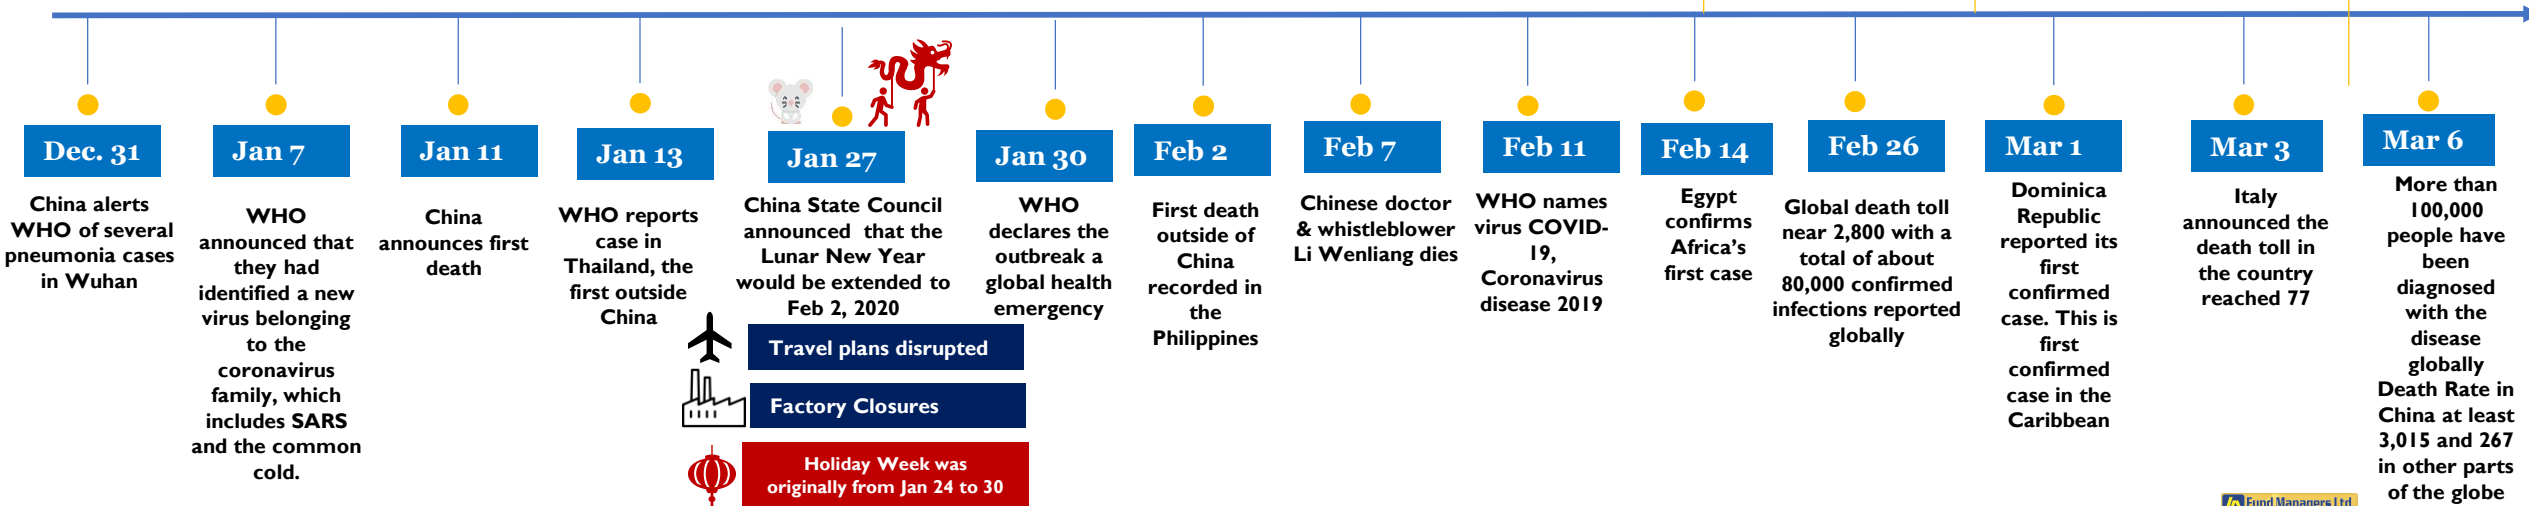 Dec. 31
China alerts
WHO of several
pneumonia cases
in Wuhan
Jan 7
WHO
announced that
they had
identified a new
virus belonging
to the
coronavirus
family, which
includes SARS
and the common
cold.
Jan 11
China
announces first
death
Jan 13
WHO reports
case in
Thailand, the
first outside
China
Jan 27
China State Council
announced that the
Lunar New Year
would be extended to
Feb 2, 2020
Travel plans disrupted
Factory Closures
Holiday Week was
originally from Jan 24 to 30
Jan 30
WHO
declares the
outbreak a
global health
emergency
Feb 2
First death
outside of
China
recorded in
the
Philippines
Feb 7
Chinese doctor
& whistleblower
Li Wenliang dies
Feb 11
WHO names
virus COVID-
19,
Coronavirus
disease 2019
Feb 14
Egypt
confirms
Africa's
first case
Feb 26
Global death toll
near 2,800 with a
total of about
80,000 confirmed
infections reported
globally
Mar 1
Dominica
Republic
reported its
first
confirmed
case. This is
first
confirmed
case in the
Caribbean
Mar 3
Italy
announced the
death toll in
the country
reached 77
Mar 6
More than
100,000
people have
been
diagnosed
with the
disease
globally
Death Rate in
China at least
3,015 and 267
in other parts
of the globe
Fund Managers Ltd.